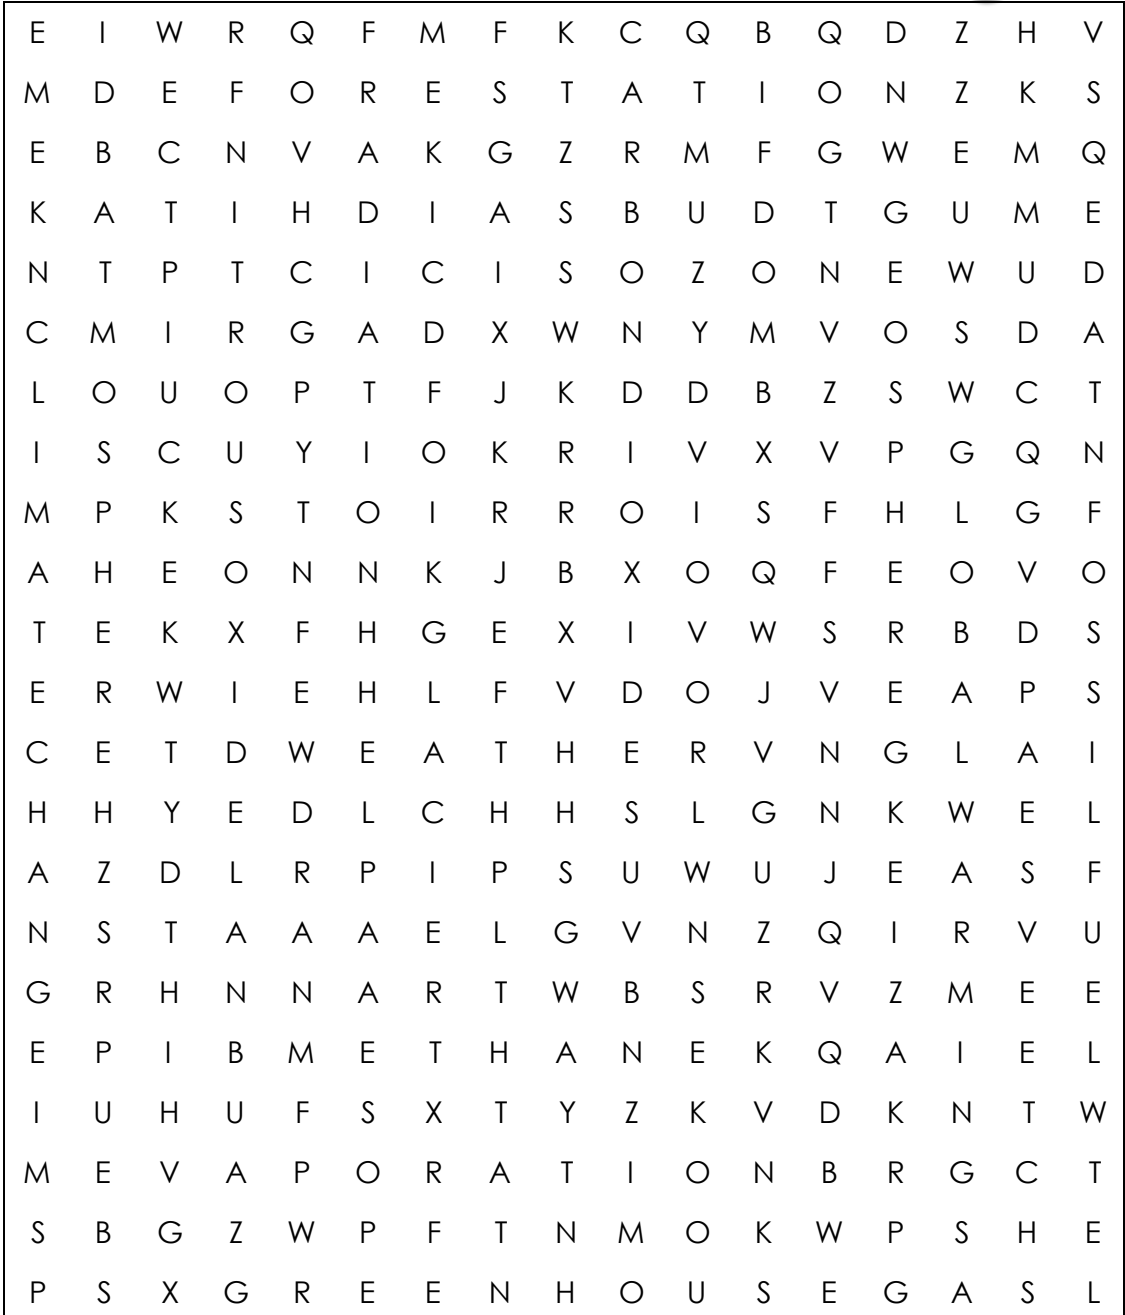 E I W R Q F M F K C Q B Q D Z H V
M D E F O R E S T A T I O N Z K S
E B C N V A K G Z R M F G W E M Q
K A T I H D I A S B U D T G U M E
N T P T C I C I S O Z O N E W U D
C M I R G A D X W N Y M V O S D A
L O U O P T F J K D D B Z S W C T
I S C U Y I O K R I V X V P G Q N
M P K S T O I R R O I S F H L G F
A H E O N N K J B X O Q F E O V O
T E K X F H G E X I V W S R B D S
E R W I E H L F V D O J V E A P S
C E T D W E A T H E R V N G L A I
H H Y E D L C H H S L G N K W E L
A Z D L R P I P S U W U J E A S F
N S T A A A E L G V N Z Q I R V U
G R H N N A R T W B S R V Z M E E
E P I B M E T H A N E K Q A I E L
I U H U F S X T Y Z K V D K N T W
M E V A P O R A T I O N B R G C T
S B G Z W P F T N M O K W P S H E
P S X G R E E N H O U S E G A S L